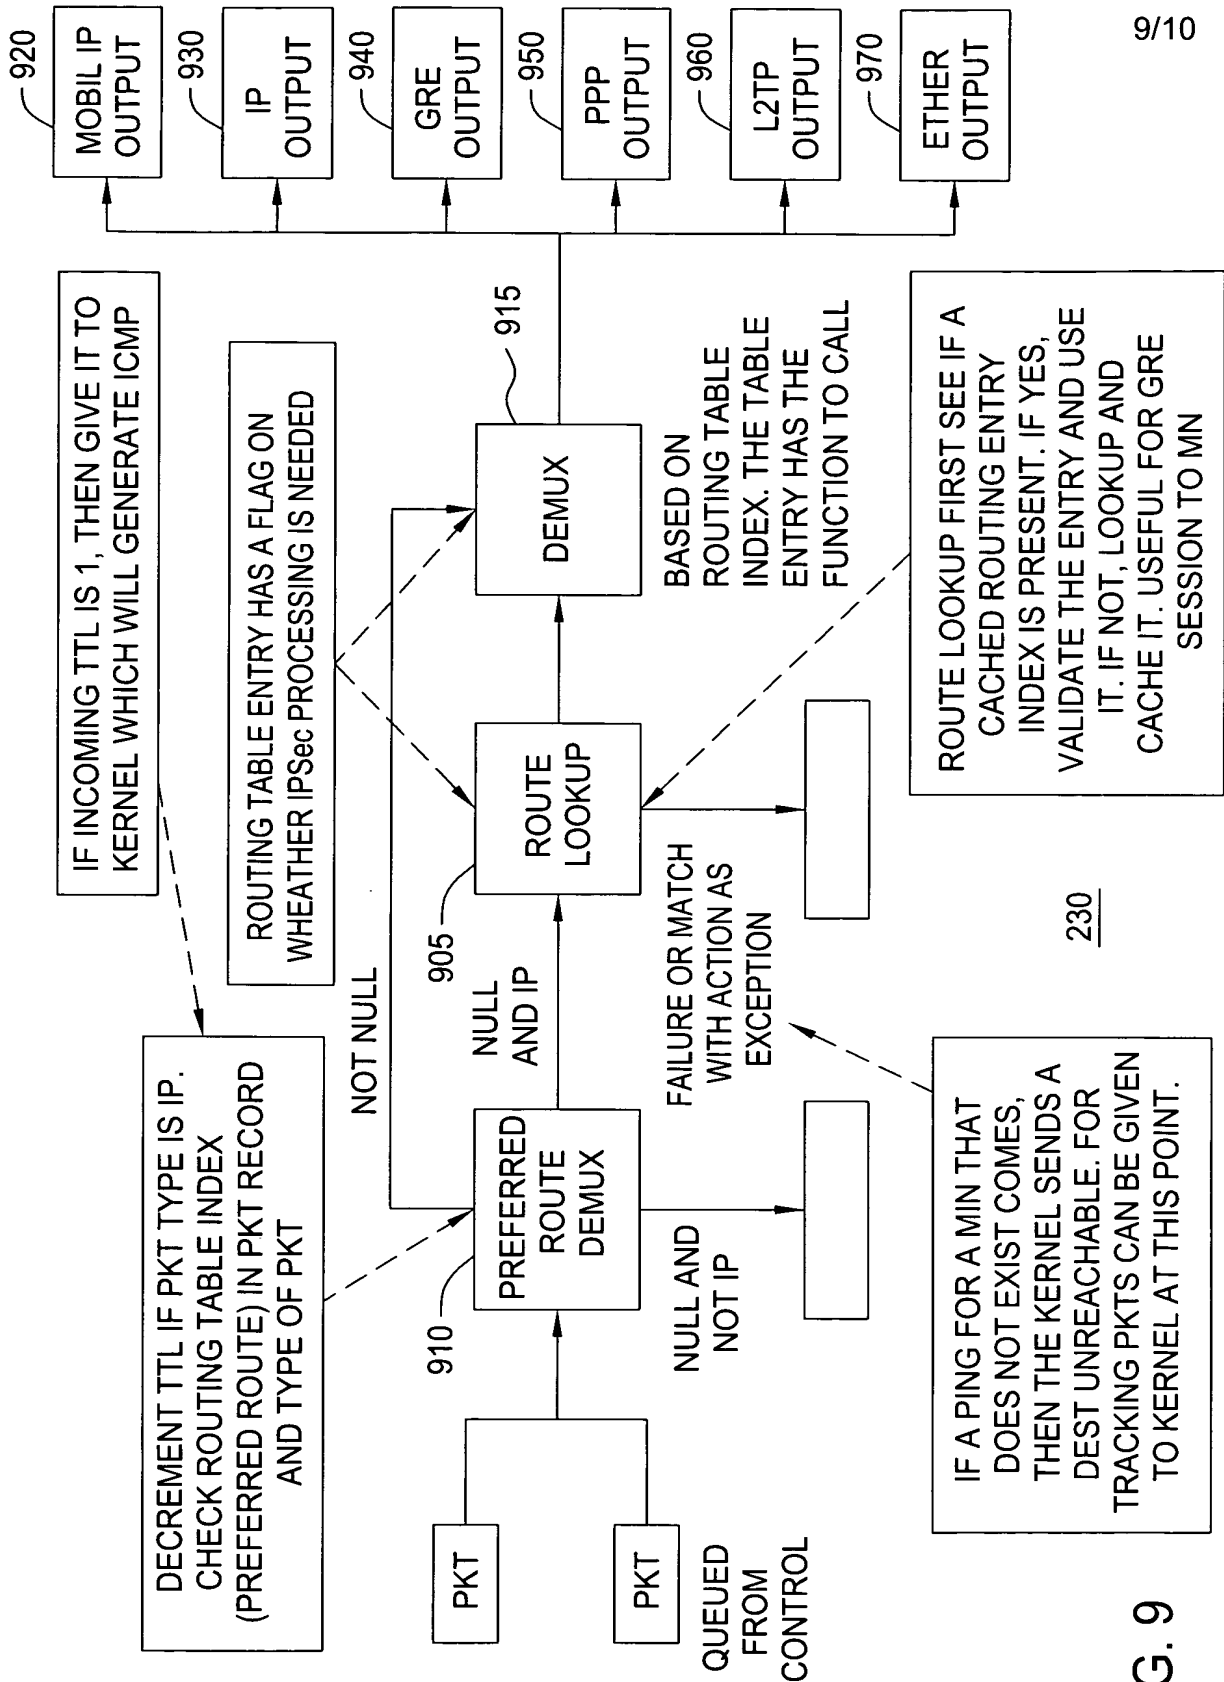 9/10
IF INCOMING TTL IS 1, THEN GIVE IT TO
KERNEL WHICH WILL GENERATE ICMP
ROUTING TABLE ENTRY HAS A FLAG ON
WHEATHER IPSec PROCESSING IS NEEDED
DECREMENT TTL IF PKT TYPE IS IP.
CHECK ROUTING TABLE INDEX
(PREFERRED ROUTE) IN PKT RECORD
AND TYPE OF PKT
NOT NULL
PKT
PKT
QUEUED
FROM
CONTROL
910
PREFERRED
ROUTE
DEMUX
NULL AND
NOT IP
NULL
AND IP
905
ROUTE
LOOKUP
FAILURE OR MATCH
WITH ACTION AS
EXCEPTION
915
DEMUX
BASED ON
ROUTING TABLE
INDEX. THE TABLE
ENTRY HAS THE
FUNCTION TO CALL
920
MOBIL IP
OUTPUT
930
IP
OUTPUT
940
GRE
OUTPUT
950
PPP
OUTPUT
960
L2TP
OUTPUT
970
ETHER
OUTPUT
IF A PING FOR A MIN THAT
DOES NOT EXIST COMES,
THEN THE KERNEL SENDS A
DEST UNREACHABLE. FOR
TRACKING PKTS CAN BE GIVEN
TO KERNEL AT THIS POINT.
ROUTE LOOKUP FIRST SEE IF A
CACHED ROUTING ENTRY
INDEX IS PRESENT. IF YES,
VALIDATE THE ENTRY AND USE
IT. IF NOT, LOOKUP AND
CACHE IT. USEFUL FOR GRE
SESSION TO MN
230
G. 9